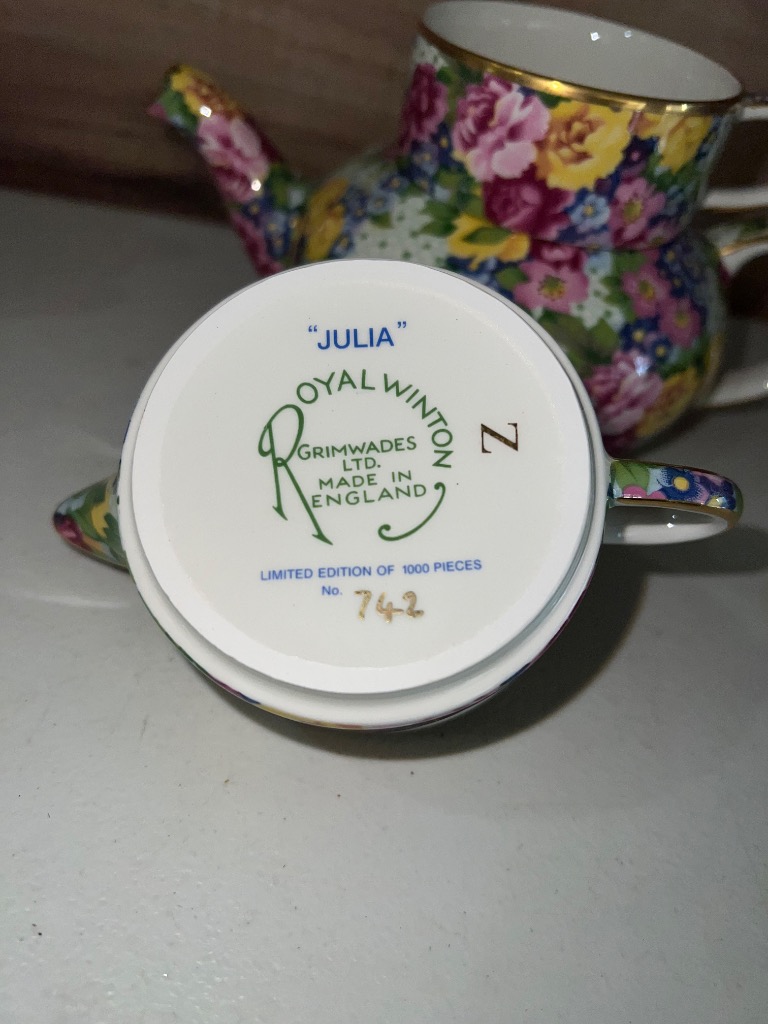 "JULIA"
ROYAL WINTON
GRIMWADES
LTD.
MADE IN
ENGLAND
Z
LIMITED EDITION OF 1000 PIECES
No. 742